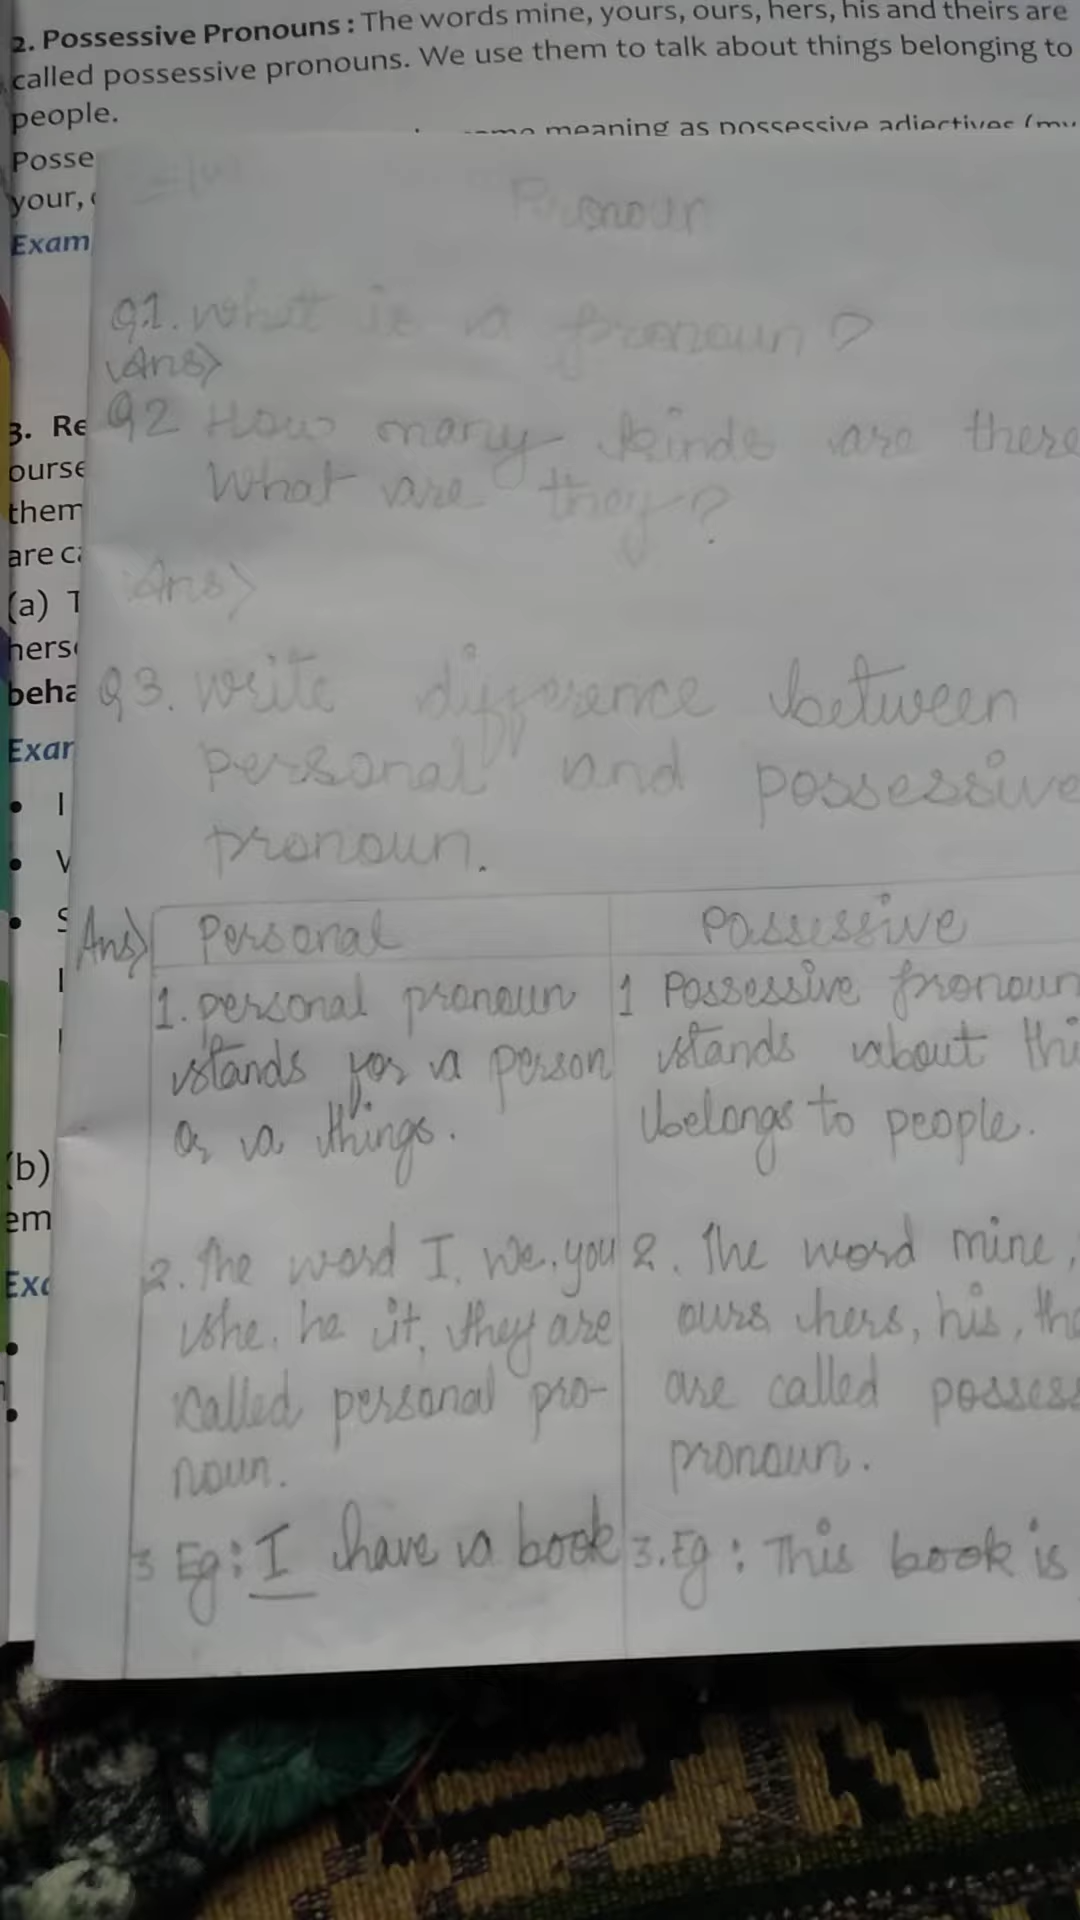 2. Possessive Pronouns : The words mine, yours, ours, hers, his and theirs are
called possessive pronouns. We use them to talk about things belonging to
people.
meaning as possessive adjectives (my,
Posse
your,
Exam
Pronoun
Q1. What is a pronoun?
Ans)
3. Re
Q2 How many kinds are there
ourse
What are they?
them
are ca
Ans)
(a) T
herse
Q3. write difference between
beha
personal and possessive
Exar
pronoun.
• I
• V
• S
Ans) Personal
Possessive
1. personal pronoun
stands for a person
or a things.
1 Possessive pronoun
stands about thi
belongs to people.
(b)
em
Exa
2. The word I, we, you
she, he it, they are
called personal pro-
noun.
2. The word mine,
ours hers, his, the
are called possess
pronoun.
3 Eg: I have a book
3. Eg : This book is